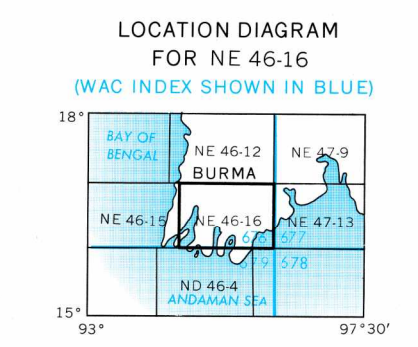 LOCATION DIAGRAM
FOR NE 46-16
(WAC INDEX SHOWN IN BLUE)
18°
BAY OF
BENGAL
NE 46-12
NE 47-9
BURMA
NE 46-15
NE 46-16
NE 47-13
678
677
679
578
ND 46-4
ANDAMAN SEA
15°
93°
97°30'